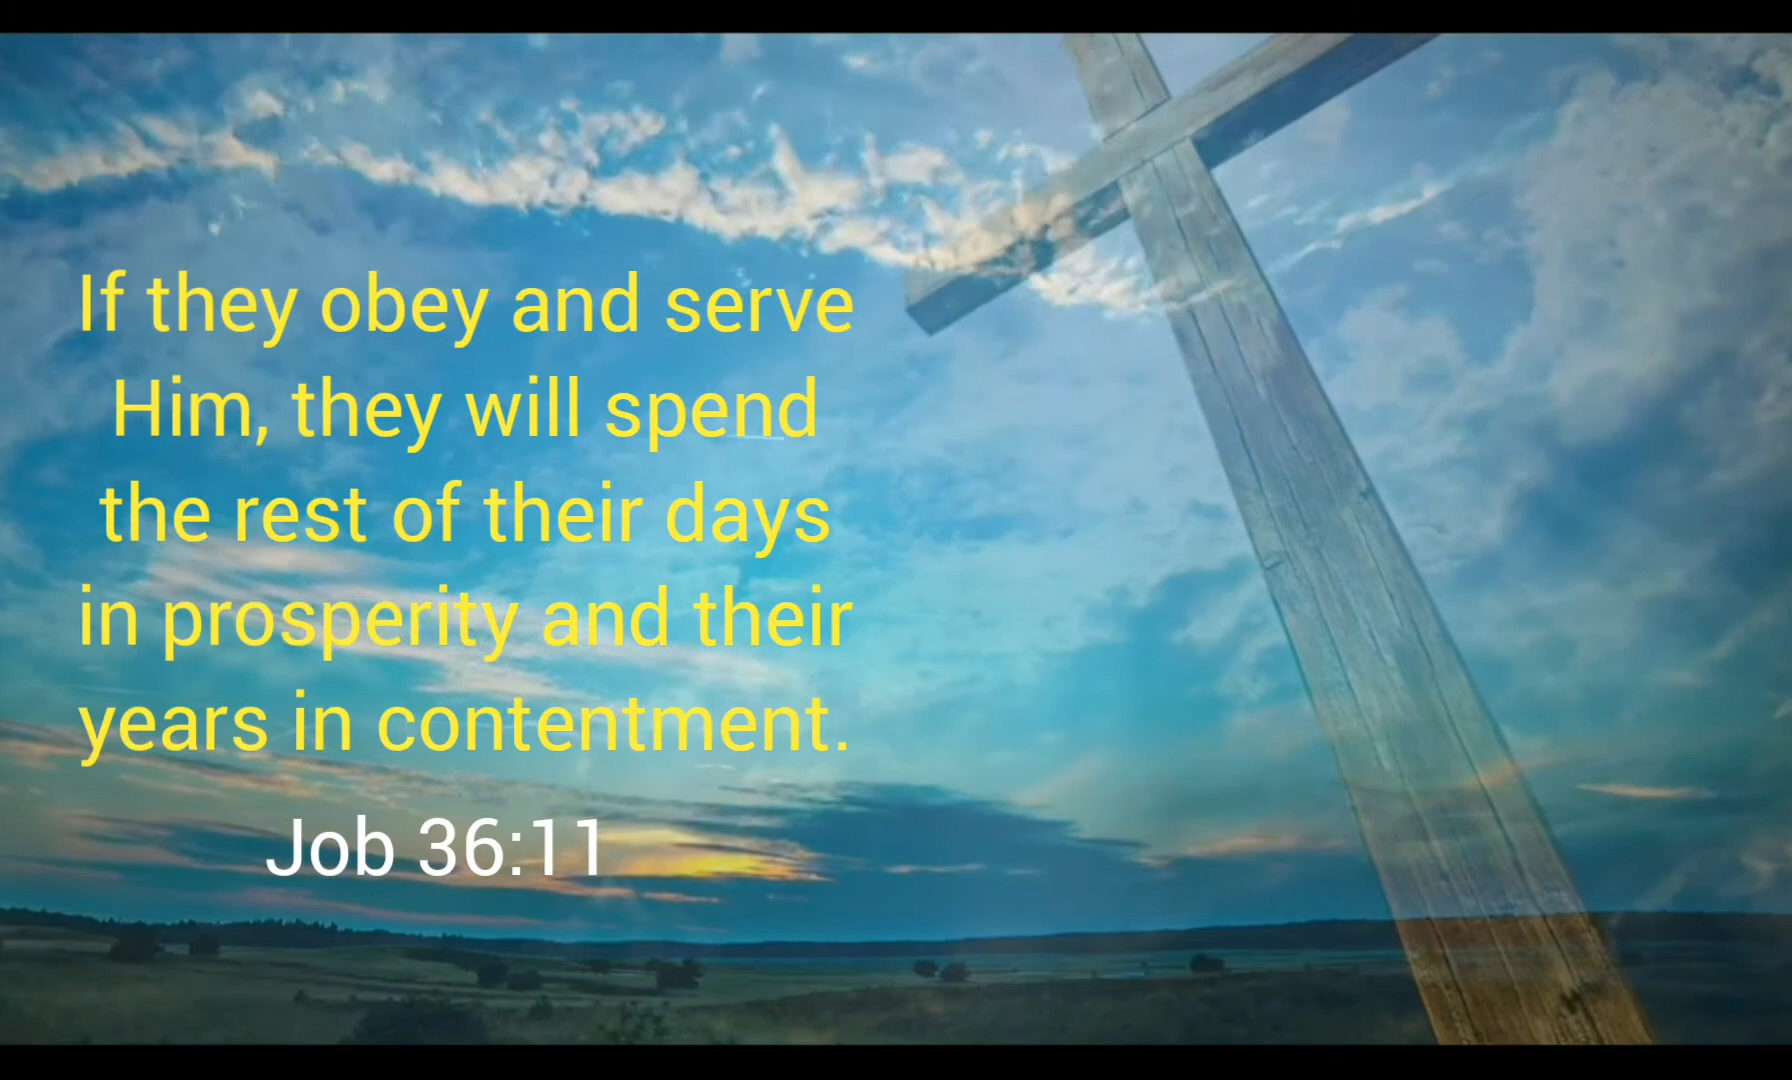 If they obey and serve
Him, they will spend
the rest of their days
in prosperity and their
years in contentment.
Job 36:11